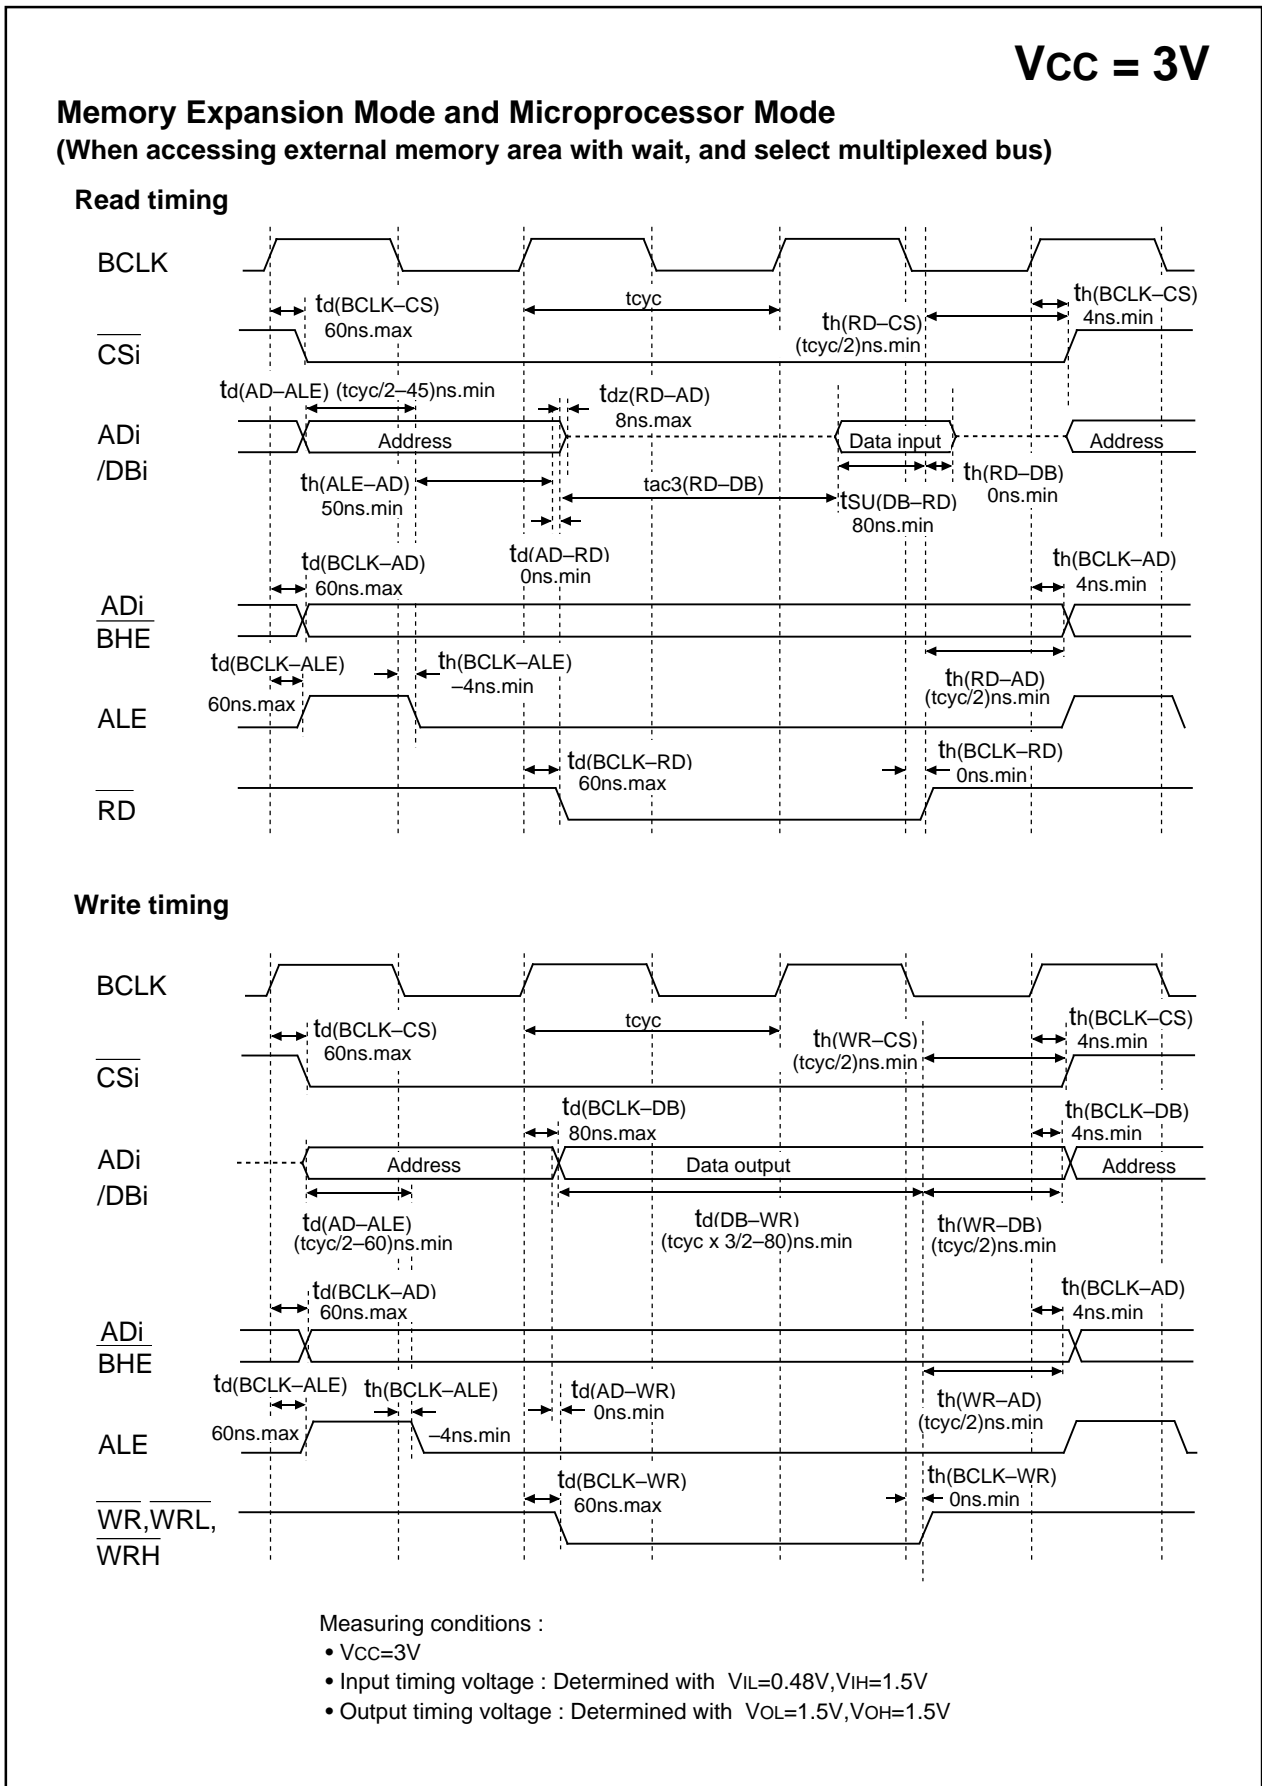 VCC = 3V
Memory Expansion Mode and Microprocessor Mode
(When accessing external memory area with wait, and select multiplexed bus)
Read timing
BCLK
td(BCLK–CS)
60ns.max
tcyc
th(RD–CS)
(tcyc/2)ns.min
th(BCLK–CS)
4ns.min
CSi
td(AD–ALE) (tcyc/2–45)ns.min
tdz(RD–AD)
8ns.max
ADi
/DBi
Address
Data input
Address
th(ALE–AD)
50ns.min
tac3(RD–DB)
tSU(DB–RD)
80ns.min
th(RD–DB)
0ns.min
td(AD–RD)
0ns.min
td(BCLK–AD)
60ns.max
th(BCLK–AD)
4ns.min
ADi
BHE
td(BCLK–ALE)
60ns.max
th(BCLK–ALE)
–4ns.min
th(RD–AD)
(tcyc/2)ns.min
ALE
td(BCLK–RD)
60ns.max
th(BCLK–RD)
0ns.min
RD
Write timing
BCLK
td(BCLK–CS)
60ns.max
tcyc
th(WR–CS)
(tcyc/2)ns.min
th(BCLK–CS)
4ns.min
CSi
td(BCLK–DB)
80ns.max
th(BCLK–DB)
4ns.min
ADi
/DBi
Address
Data output
Address
td(AD–ALE)
(tcyc/2–60)ns.min
td(DB–WR)
(tcyc x 3/2–80)ns.min
th(WR–DB)
(tcyc/2)ns.min
td(BCLK–AD)
60ns.max
th(BCLK–AD)
4ns.min
ADi
BHE
td(BCLK–ALE)
60ns.max
th(BCLK–ALE)
–4ns.min
td(AD–WR)
0ns.min
th(WR–AD)
(tcyc/2)ns.min
ALE
td(BCLK–WR)
60ns.max
th(BCLK–WR)
0ns.min
WR,WRL,
WRH
Measuring conditions :
• VCC=3V
• Input timing voltage : Determined with VIL=0.48V,VIH=1.5V
• Output timing voltage : Determined with VOL=1.5V,VOH=1.5V